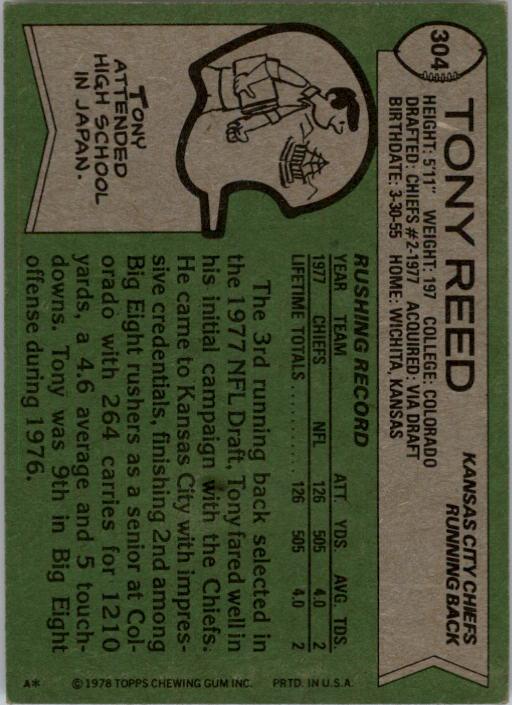 304
TONY REED
KANSAS CITY CHIEFS
RUNNING BACK
HEIGHT: 5'11" WEIGHT: 197 COLLEGE: COLORADO
DRAFTED: CHIEFS #2-1977 ACQUIRED: VIA DRAFT
BIRTHDATE: 3-30-55 HOME: WICHITA, KANSAS
TONY
ATTENDED
HIGH SCHOOL
IN JAPAN.
RUSHING RECORD
YEAR TEAM ATT. YDS. AVG. TDS
1977 CHIEFS NFL 126 505 4.0 2
LIFETIME TOTALS ......... 126 505 4.0 2
The 3rd running back selected in
the 1977 NFL Draft, Tony fared well in
his initial campaign with the Chiefs.
He came to Kansas City with impres-
sive credentials, finishing 2nd among
Big Eight rushers as a senior at Col-
orado with 264 carries for 1210
yards, a 4.6 average and 5 touch-
downs. Tony was 9th in Big Eight
offense during 1976.
A* © 1978 TOPPS CHEWING GUM INC. PRTD. IN U.S.A.